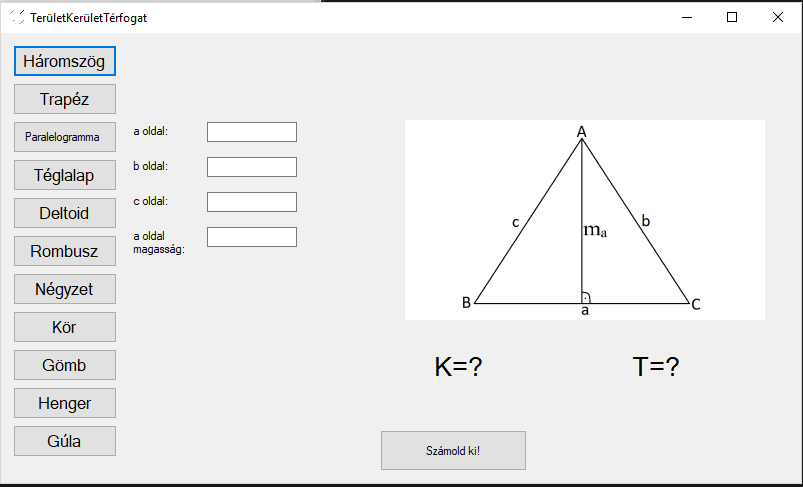 TerületKerületTérfogat
Háromszög
Trapéz
Paralelogramma
Téglalap
Deltoid
Rombusz
Négyzet
Kör
Gömb
Henger
Gúla
a oldal:
b oldal:
c oldal:
a oldal
magasság:
A
c
b
mₐ
B
C
a
K=?
T=?
Számold ki!